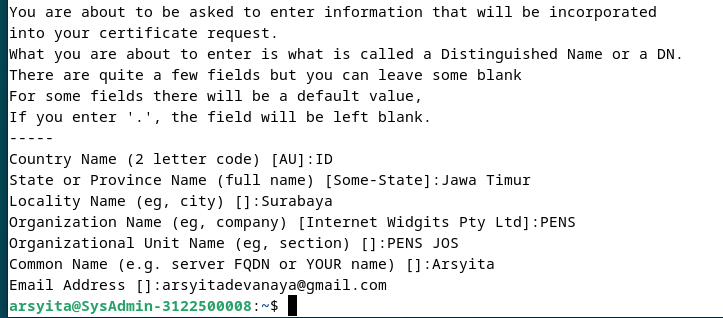 You are about to be asked to enter information that will be incorporated
into your certificate request.
What you are about to enter is what is called a Distinguished Name or a DN.
There are quite a few fields but you can leave some blank
For some fields there will be a default value,
If you enter '.', the field will be left blank.
-----
Country Name (2 letter code) [AU]:ID
State or Province Name (full name) [Some-State]:Jawa Timur
Locality Name (eg, city) []:Surabaya
Organization Name (eg, company) [Internet Widgits Pty Ltd]:PENS
Organizational Unit Name (eg, section) []:PENS JOS
Common Name (e.g. server FQDN or YOUR name) []:Arsyita
Email Address []:arsyitadevanaya@gmail.com
arsyita@SysAdmin-3122500008:~$